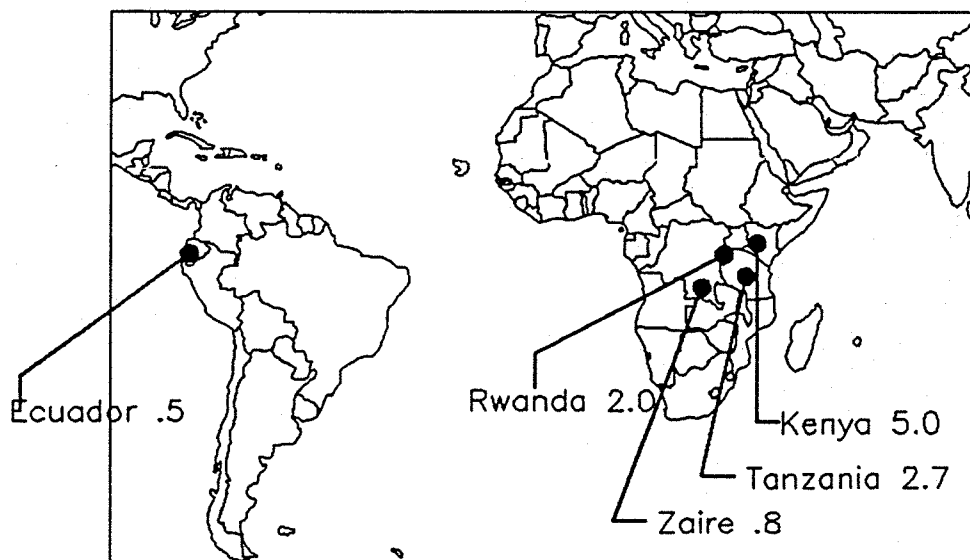 Ecuador .5
Rwanda 2.0
Kenya 5.0
Tanzania 2.7
Zaire .8